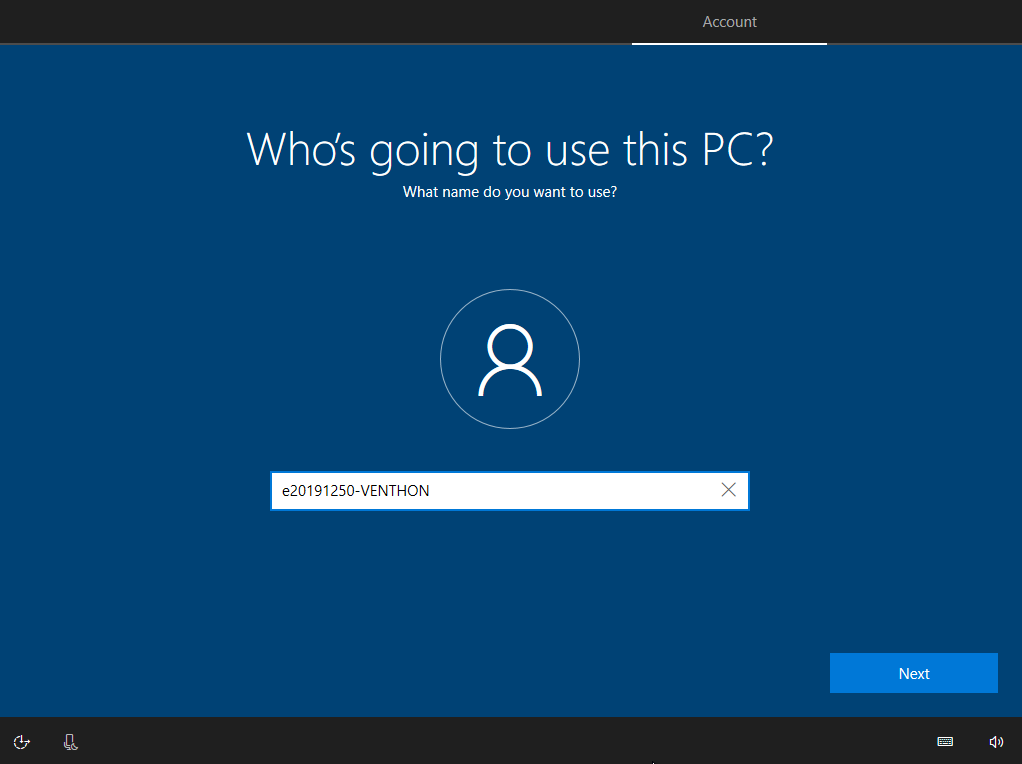 Account
Who's going to use this PC?
What name do you want to use?
e20191250-VENTHON
Next